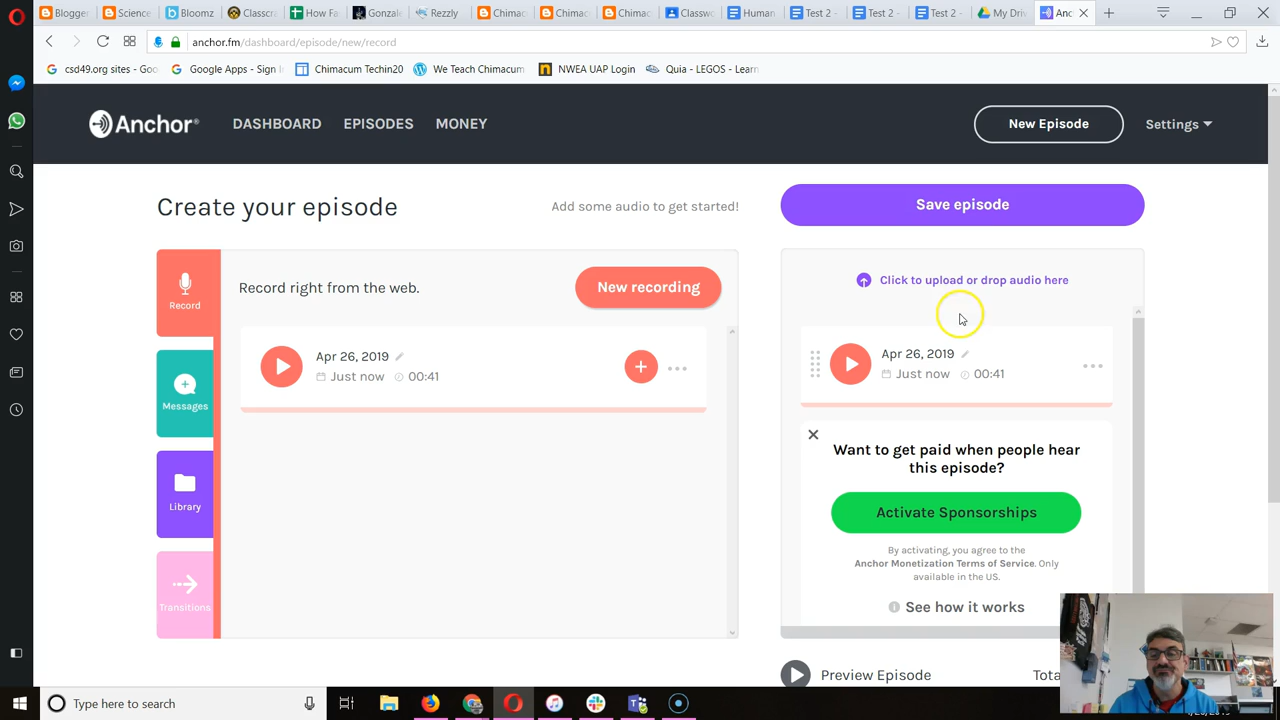 Blogger
Science
Bloomz
Classcra
How Fa
Gonzale
Rezzly
Chimac
Chimac
Chimac
Classw
Human
Test 2 -
Test 2 -
Test 2 -
My Driv
Anc
anchor.fm/dashboard/episode/new/record
csd49.org sites - Goo
Google Apps - Sign i
Chimacum Techin20
We Teach Chimacum
NWEA UAP Login
Quia - LEGOS - Learn
Anchor
DASHBOARD
EPISODES
MONEY
New Episode
Settings
Create your episode
Add some audio to get started!
Save episode
Record
Messages
Library
Transitions
Record right from the web.
New recording
Apr 26, 2019
Just now
00:41
Click to upload or drop audio here
Apr 26, 2019
Just now
00:41
Want to get paid when people hear
this episode?
Activate Sponsorships
By activating, you agree to the
Anchor Monetization Terms of Service. Only
available in the US.
See how it works
Preview Episode
Tota
Type here to search